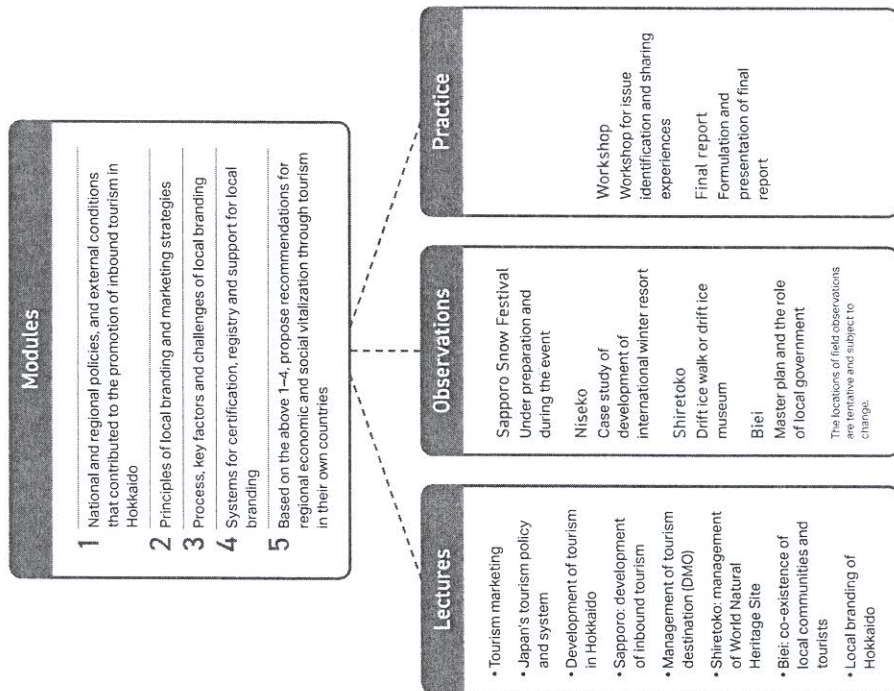 Modules
1 National and regional policies, and external conditions
that contributed to the promotion of inbound tourism in
Hokkaido
2 Principles of local branding and marketing strategies
3 Process, key factors and challenges of local branding
4 Systems for certification, registry and support for local
branding
5 Based on the above 1–4, propose recommendations for
regional economic and social vitalization through tourism
in their own countries
Lectures
• Tourism marketing
• Japan's tourism policy
and system
• Development of tourism
in Hokkaido
• Sapporo: development
of inbound tourism
• Management of tourism
destination (DMO)
• Shiretoko: management
of World Natural
Heritage Site
• Biei: co-existence of
local communities and
tourists
• Local branding of
Hokkaido
Observations
Sapporo Snow Festival
Under preparation and
during the event
Niseko
Case study of
development of
international winter resort
Shiretoko
Drift ice walk or drift ice
museum
Biei
Master plan and the role
of local government
The locations of field observations
are tentative and subject to
change.
Practice
Workshop
Workshop for issue
identification and sharing
experiences
Final report
Formulation and
presentation of final
report